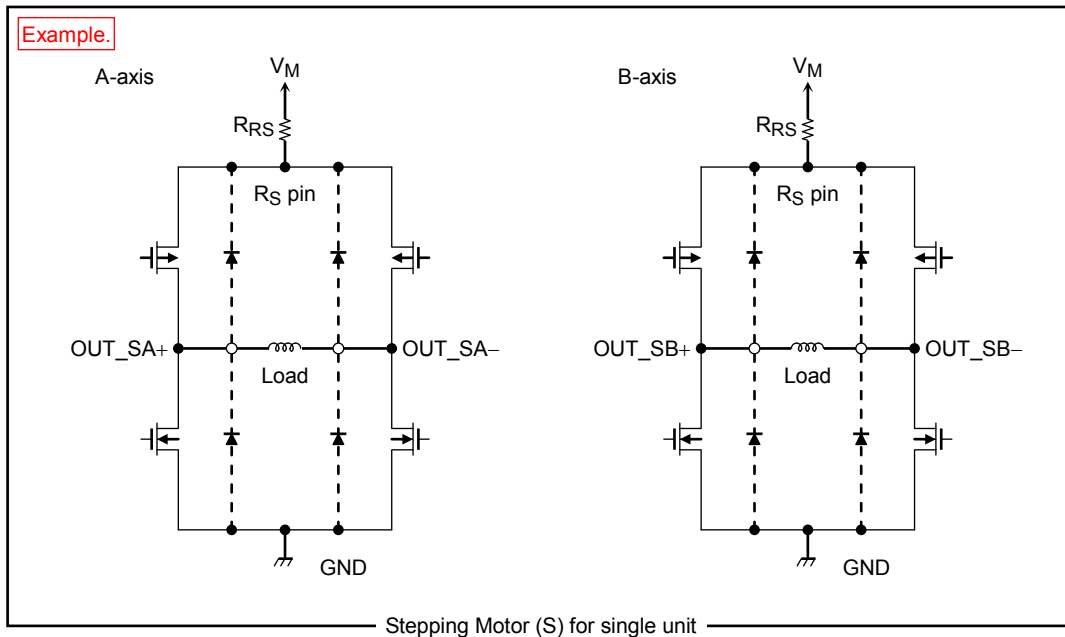 Example.
A-axis
VM
RRS
RS pin
OUT_SA+
OUT_SA−
Load
GND
B-axis
VM
RRS
RS pin
OUT_SB+
OUT_SB−
Load
GND
Stepping Motor (S) for single unit